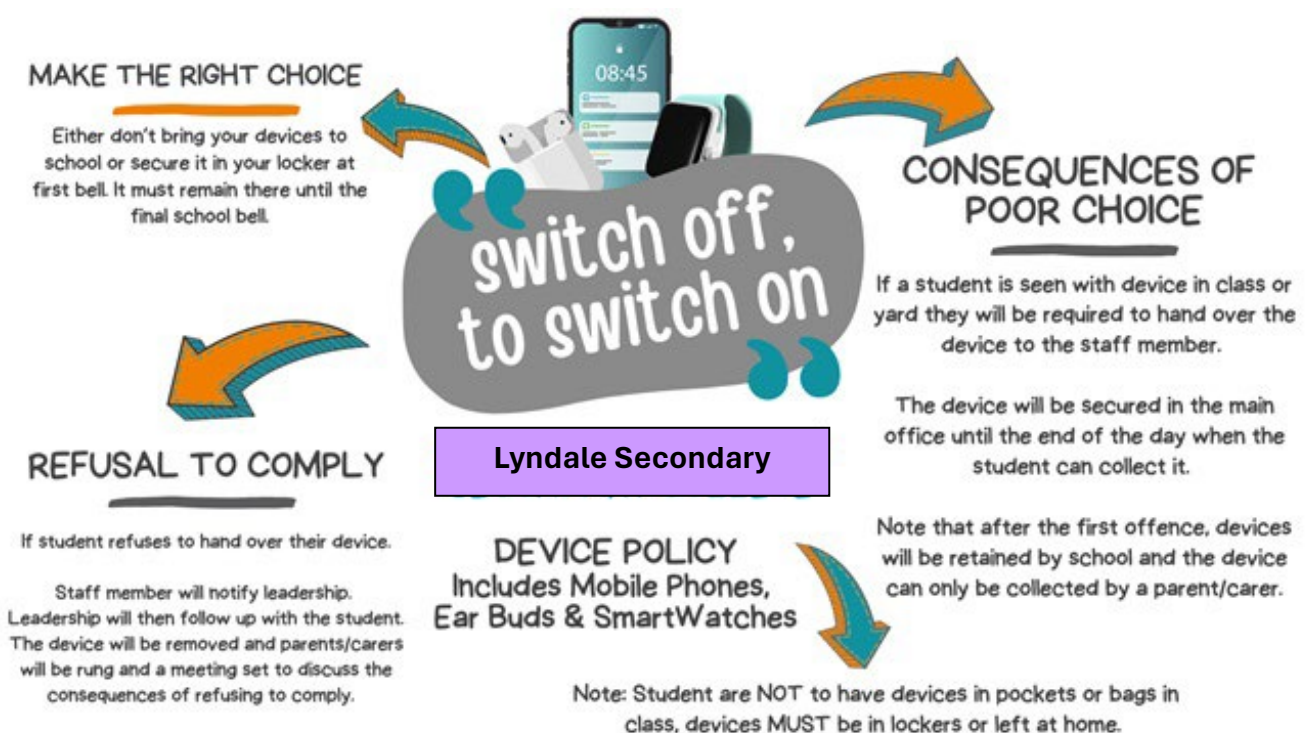 08:45
MAKE THE RIGHT CHOICE
Either don't bring your devices to
school or secure it in your locker at
first bell. It must remain there until the
final school bell.
switch off,
to switch on
CONSEQUENCES OF
POOR CHOICE
If a student is seen with device in class or
yard they will be required to hand over the
device to the staff member.
The device will be secured in the main
office until the end of the day when the
student can collect it.
Note that after the first offence, devices
will be retained by school and the device
can only be collected by a parent/carer.
REFUSAL TO COMPLY
If student refuses to hand over their device.
Staff member will notify leadership.
Leadership will then follow up with the student.
The device will be removed and parents/carers
will be rung and a meeting set to discuss the
consequences of refusing to comply.
Lyndale Secondary
DEVICE POLICY
Includes Mobile Phones,
Ear Buds & SmartWatches
Note: Student are NOT to have devices in pockets or bags in
class, devices MUST be in lockers or left at home.